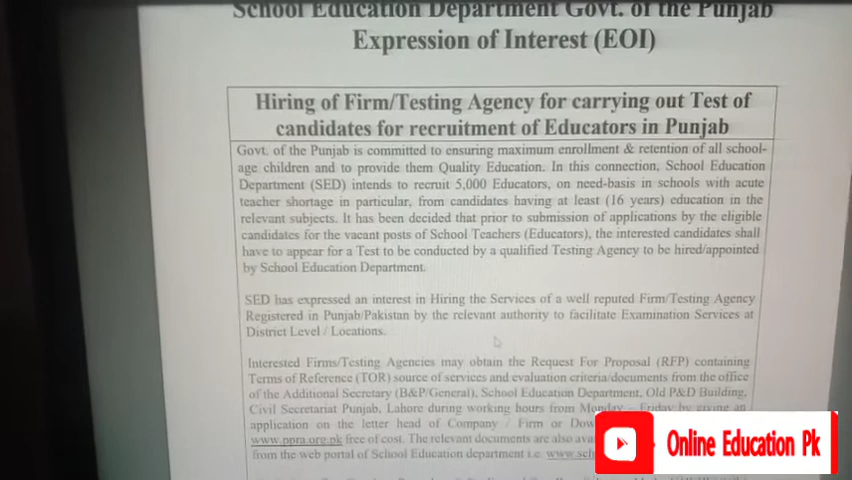 School Education Department Govt. of the Punjab
Expression of Interest (EOI)
Hiring of Firm/Testing Agency for carrying out Test of
candidates for recruitment of Educators in Punjab
Govt. of the Punjab is committed to ensuring maximum enrollment & retention of all school-
age children and to provide them Quality Education. In this connection, School Education
Department (SED) intends to recruit 5,000 Educators, on need-basis in schools with acute
teacher shortage in particular, from candidates having at least (16 years) education in the
relevant subjects. It has been decided that prior to submission of applications by the eligible
candidates for the vacant posts of School Teachers (Educators), the interested candidates shall
have to appear for a Test to be conducted by a qualified Testing Agency to be hired/appointed
by School Education Department.
SED has expressed an interest in Hiring the Services of a well reputed Firm/Testing Agency
Registered in Punjab/Pakistan by the relevant authority to facilitate Examination Services at
District Level / Locations.
Interested Firms/Testing Agencies may obtain the Request For Proposal (RFP) containing
Terms of Reference (TOR) source of services and evaluation criteria/documents from the office
of the Additional Secretary (B&P/General), School Education Department, Old P&D Building,
Civil Secretariat Punjab, Lahore during working hours from Monday – Friday by giving an
application on the letter head of Company / Firm or
www.ppra.org.pk free of cost. The relevant documents are also
from the web portal of School Education department i.e.
Online Education Pk